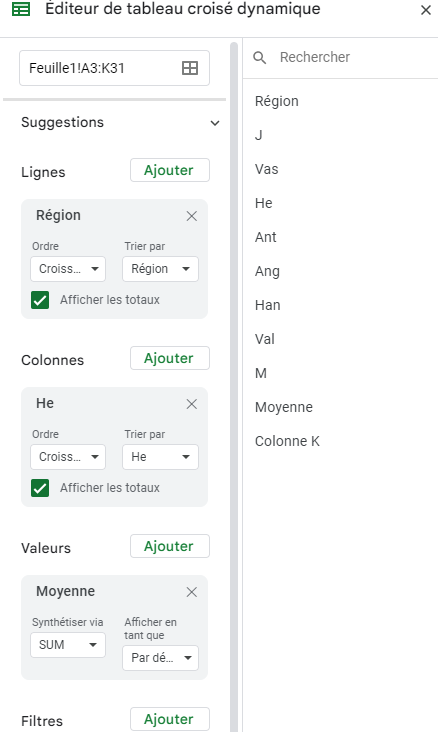 Éditeur de tableau croisé dynamique
Feuille1!A3:K31
Suggestions
Lignes
Ajouter
Région
Ordre
Trier par
Croiss...
Région
Afficher les totaux
Colonnes
Ajouter
He
Ordre
Trier par
Croiss...
He
Afficher les totaux
Valeurs
Ajouter
Moyenne
Synthétiser via
Afficher en
tant que
SUM
Par dé...
Filtres
Ajouter
Rechercher
Région
J
Vas
He
Ant
Ang
Han
Val
M
Moyenne
Colonne K